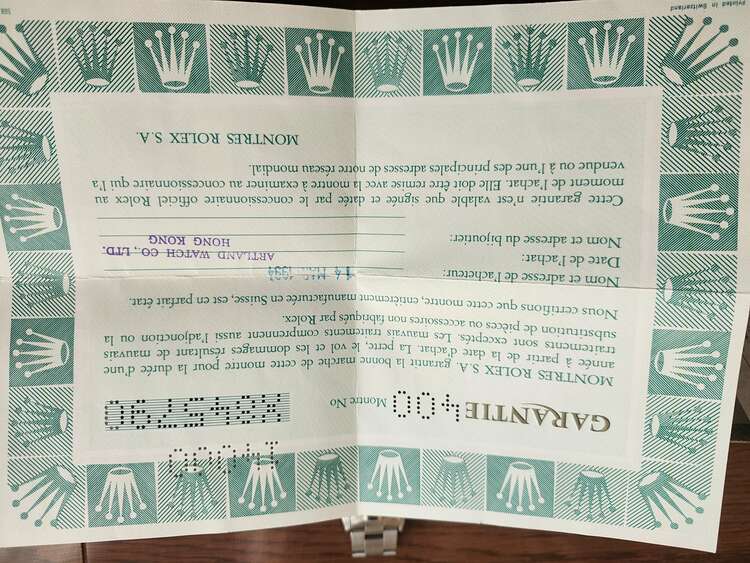 14000
GARANTIE 400 Montre No
MONTRES ROLEX S.A. garantit la bonne marche de cette montre pour la durée d'une
année à partir de la date d'achat. La perte, le vol et les dommages résultant de mauvais
traitements sont exceptés. Les mauvais traitements comprennent aussi l'adjonction ou la
substitution de pièces ou accessoires non fabriqués par Rolex.
Nous certifions que cette montre, entièrement manufacturée en Suisse, est en parfait état.
Nom et adresse de l'acheteur:
Date de l'achat: 14 1994
Nom et adresse du bijoutier: ARTLAND WATCH CO., LTD.
HONG KONG
Cette garantie n'est valable que signée et datée par le concessionnaire officiel Rolex au
moment de l'achat. Elle doit être remise avec la montre à examiner au concessionnaire qui l'a
vendue ou à l'une des principales adresses de notre réseau mondial.
MONTRES ROLEX S.A.
Printed in Switzerland